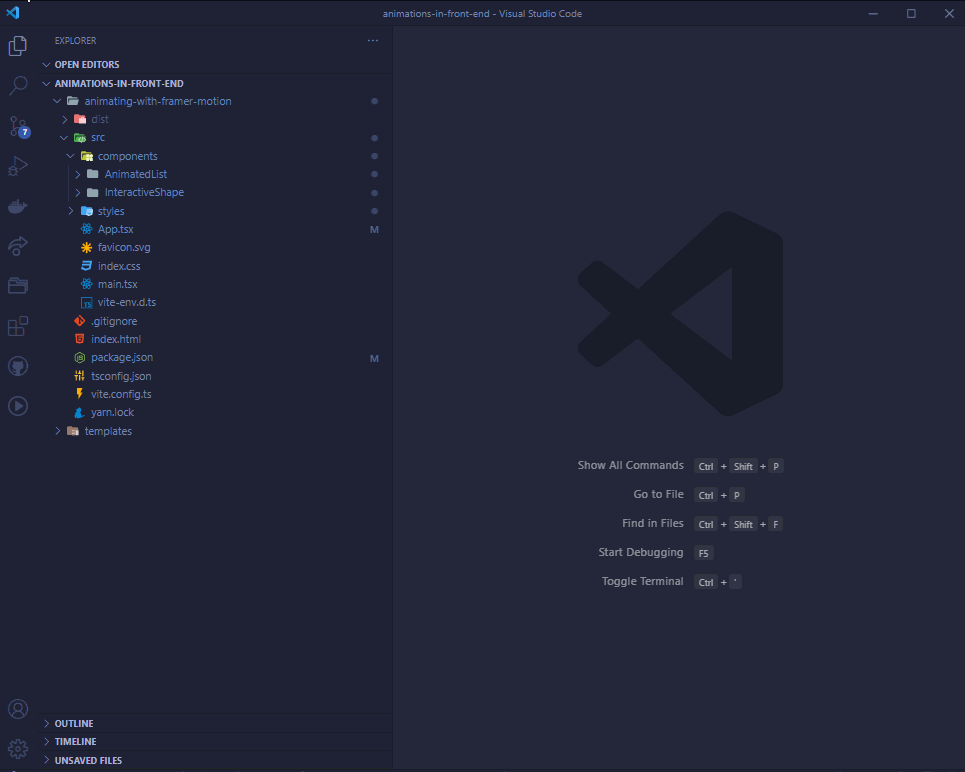 animations-in-front-end - Visual Studio Code
EXPLORER
OPEN EDITORS
ANIMATIONS-IN-FRONT-END
animating-with-framer-motion
dist
src
7
components
AnimatedList
InteractiveShape
styles
App.tsx M
favicon.svg
index.css
main.tsx
TS vite-env.d.ts
.gitignore
index.html
package.json M
tsconfig.json
vite.config.ts
yarn.lock
templates
Show All Commands Ctrl + Shift + P
Go to File Ctrl + P
Find in Files Ctrl + Shift + F
Start Debugging F5
Toggle Terminal Ctrl + `
OUTLINE
TIMELINE
UNSAVED FILES